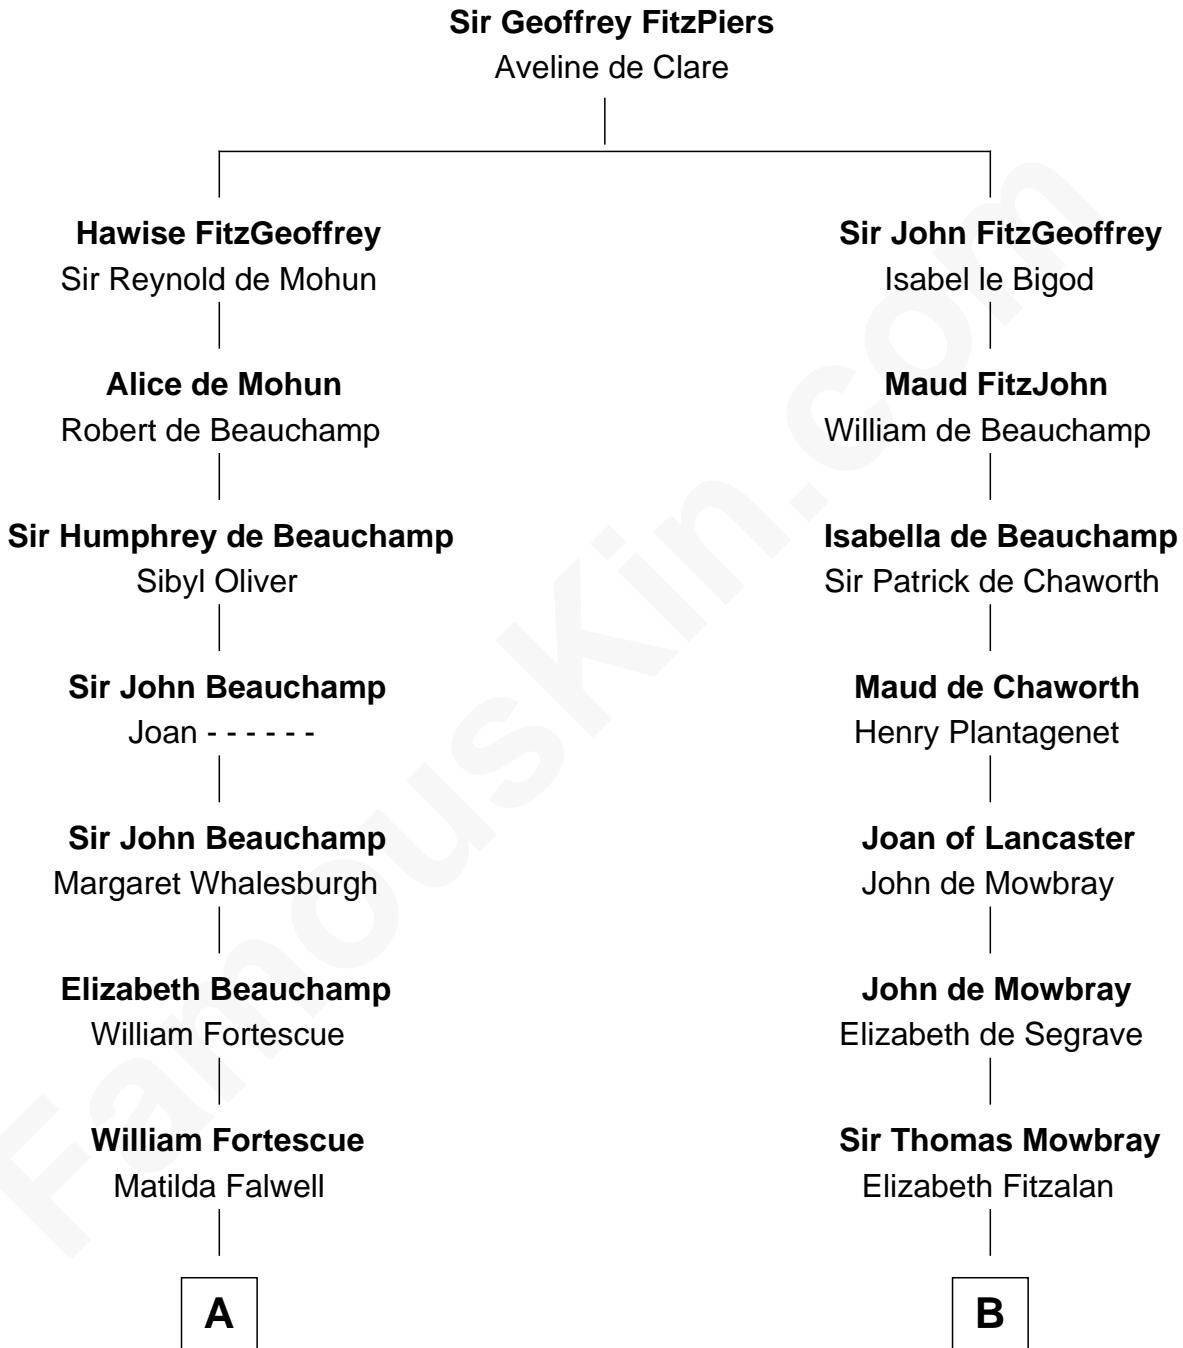 Sir Geoffrey FitzPiers
Aveline de Clare
Hawise FitzGeoffrey
Sir Reynold de Mohun
Alice de Mohun
Robert de Beauchamp
Sir Humphrey de Beauchamp
Sibyl Oliver
Sir John Beauchamp
Joan - - - - - -
Sir John Beauchamp
Margaret Whalesburgh
Elizabeth Beauchamp
William Fortescue
William Fortescue
Matilda Falwell
A
Sir John FitzGeoffrey
Isabel le Bigod
Maud FitzJohn
William de Beauchamp
Isabella de Beauchamp
Sir Patrick de Chaworth
Maud de Chaworth
Henry Plantagenet
Joan of Lancaster
John de Mowbray
John de Mowbray
Elizabeth de Segrave
Sir Thomas Mowbray
Elizabeth Fitzalan
B
FamousKin.com